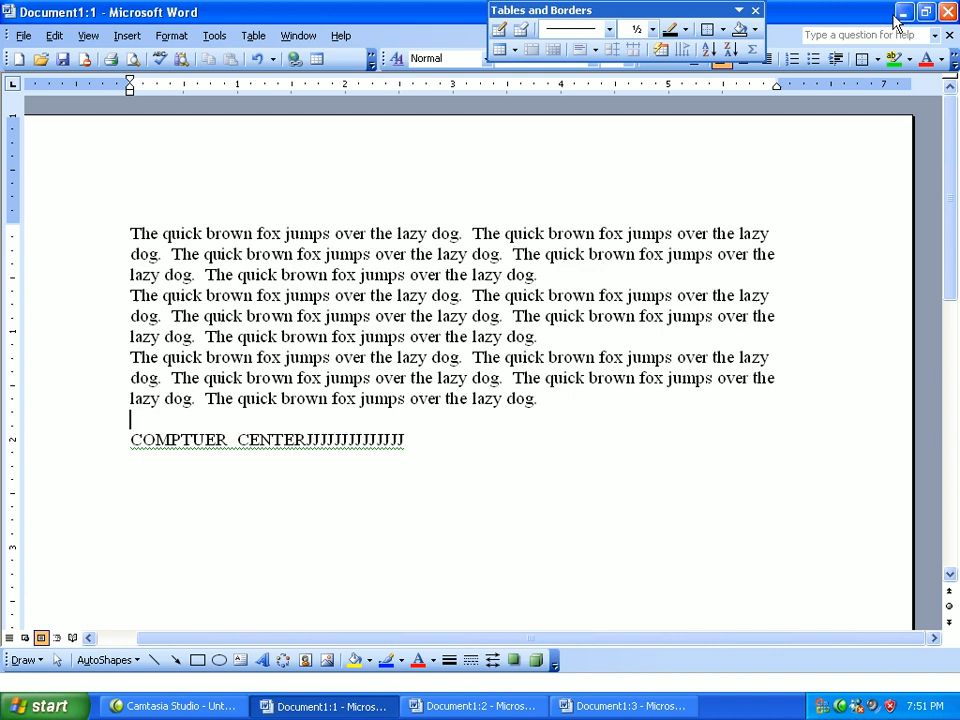 Document1:1 - Microsoft Word
Tables and Borders
File Edit View Insert Format Tools Table Window Help
½
Type a question for help
Normal
1 2 3 4 5 7
The quick brown fox jumps over the lazy dog. The quick brown fox jumps over the lazy
dog. The quick brown fox jumps over the lazy dog. The quick brown fox jumps over the
lazy dog. The quick brown fox jumps over the lazy dog.
The quick brown fox jumps over the lazy dog. The quick brown fox jumps over the lazy
dog. The quick brown fox jumps over the lazy dog. The quick brown fox jumps over the
lazy dog. The quick brown fox jumps over the lazy dog.
The quick brown fox jumps over the lazy dog. The quick brown fox jumps over the lazy
dog. The quick brown fox jumps over the lazy dog. The quick brown fox jumps over the
lazy dog. The quick brown fox jumps over the lazy dog.
COMPTUER CENTERJJJJJJJJJJJJJJ
Draw AutoShapes
start Camtasia Studio - Unt... Document1:1 - Micros... Document1:2 - Micros... Document1:3 - Micros... 7:51 PM